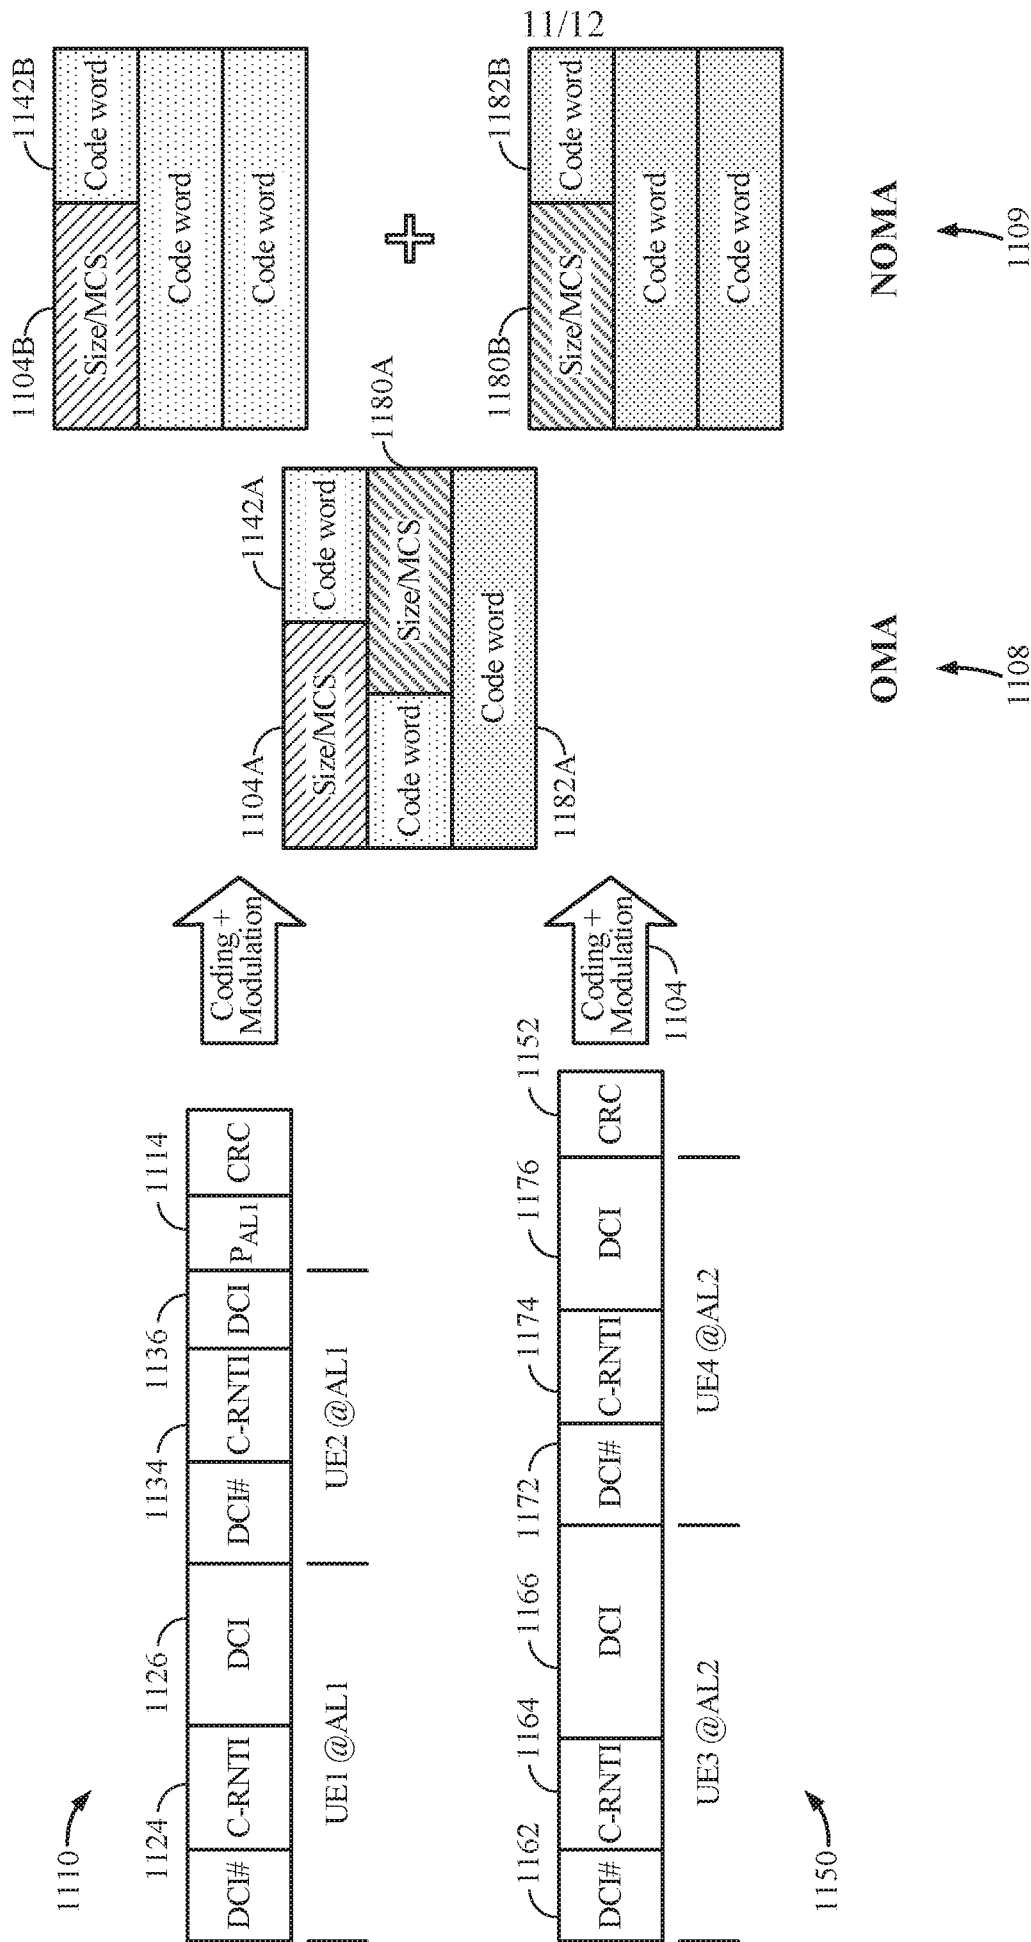 1110
1124
1126
1134
1136
1114
DCI#
C-RNTI
DCI
DCI#
C-RNTI
DCI
PAL1
CRC
UE1 @AL1
UE2 @AL1
Coding +
Modulation
1162
1164
1166
1172
1174
1176
1152
DCI#
C-RNTI
DCI
DCI#
C-RNTI
DCI
CRC
UE3 @AL2
UE4 @AL2
1150
Coding +
Modulation
1104
1104A
1142A
Size/MCS
Code word
Code word
Size/MCS
1180A
Code word
1182A
OMA
1108
1104B
1142B
Size/MCS
Code word
Code word
Code word
+
1180B
1182B
11/12
Size/MCS
Code word
Code word
Code word
NOMA
1109